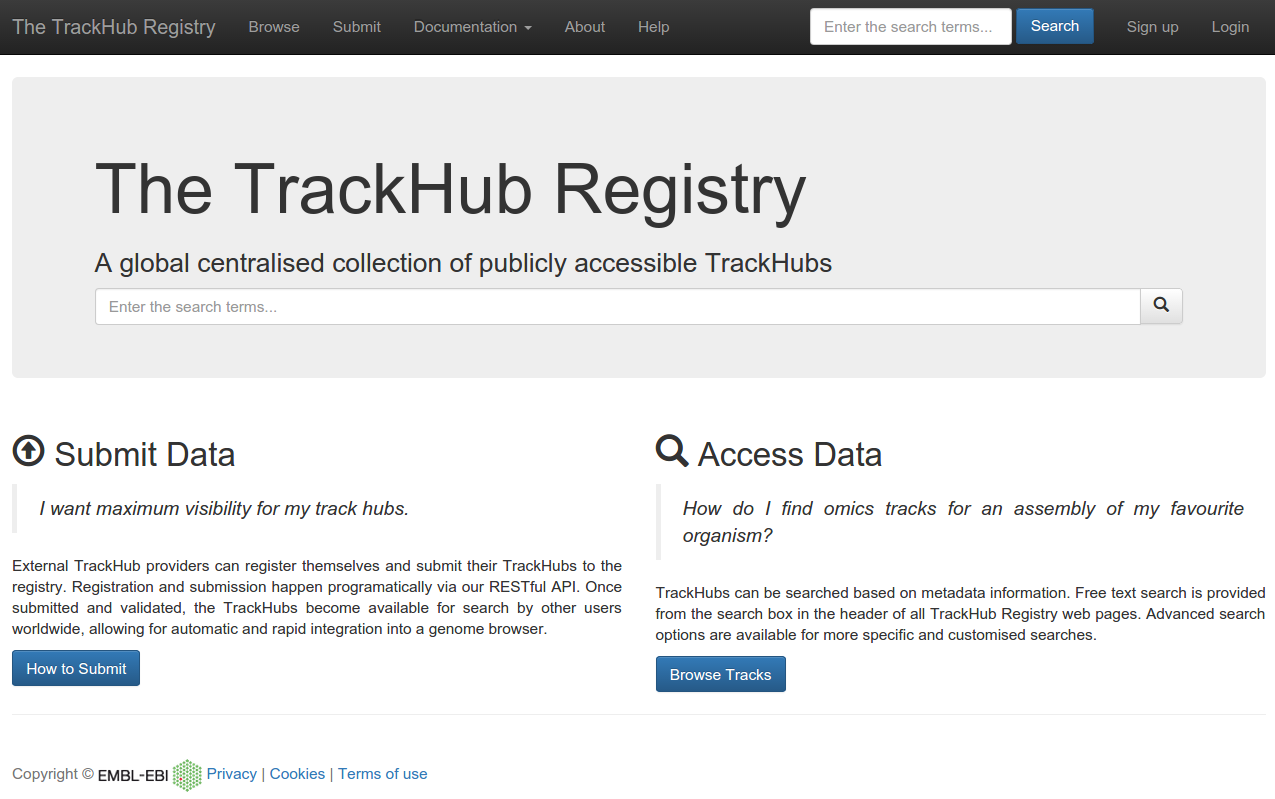 The TrackHub Registry Browse Submit Documentation About Help Enter the search terms... Search Sign up Login
The TrackHub Registry
A global centralised collection of publicly accessible TrackHubs
Enter the search terms...
Submit Data
I want maximum visibility for my track hubs.
External TrackHub providers can register themselves and submit their TrackHubs to the
registry. Registration and submission happen programatically via our RESTful API. Once
submitted and validated, the TrackHubs become available for search by other users
worldwide, allowing for automatic and rapid integration into a genome browser.
How to Submit
Access Data
How do I find omics tracks for an assembly of my favourite
organism?
TrackHubs can be searched based on metadata information. Free text search is provided
from the search box in the header of all TrackHub Registry web pages. Advanced search
options are available for more specific and customised searches.
Browse Tracks
Copyright © EMBL-EBI Privacy | Cookies | Terms of use